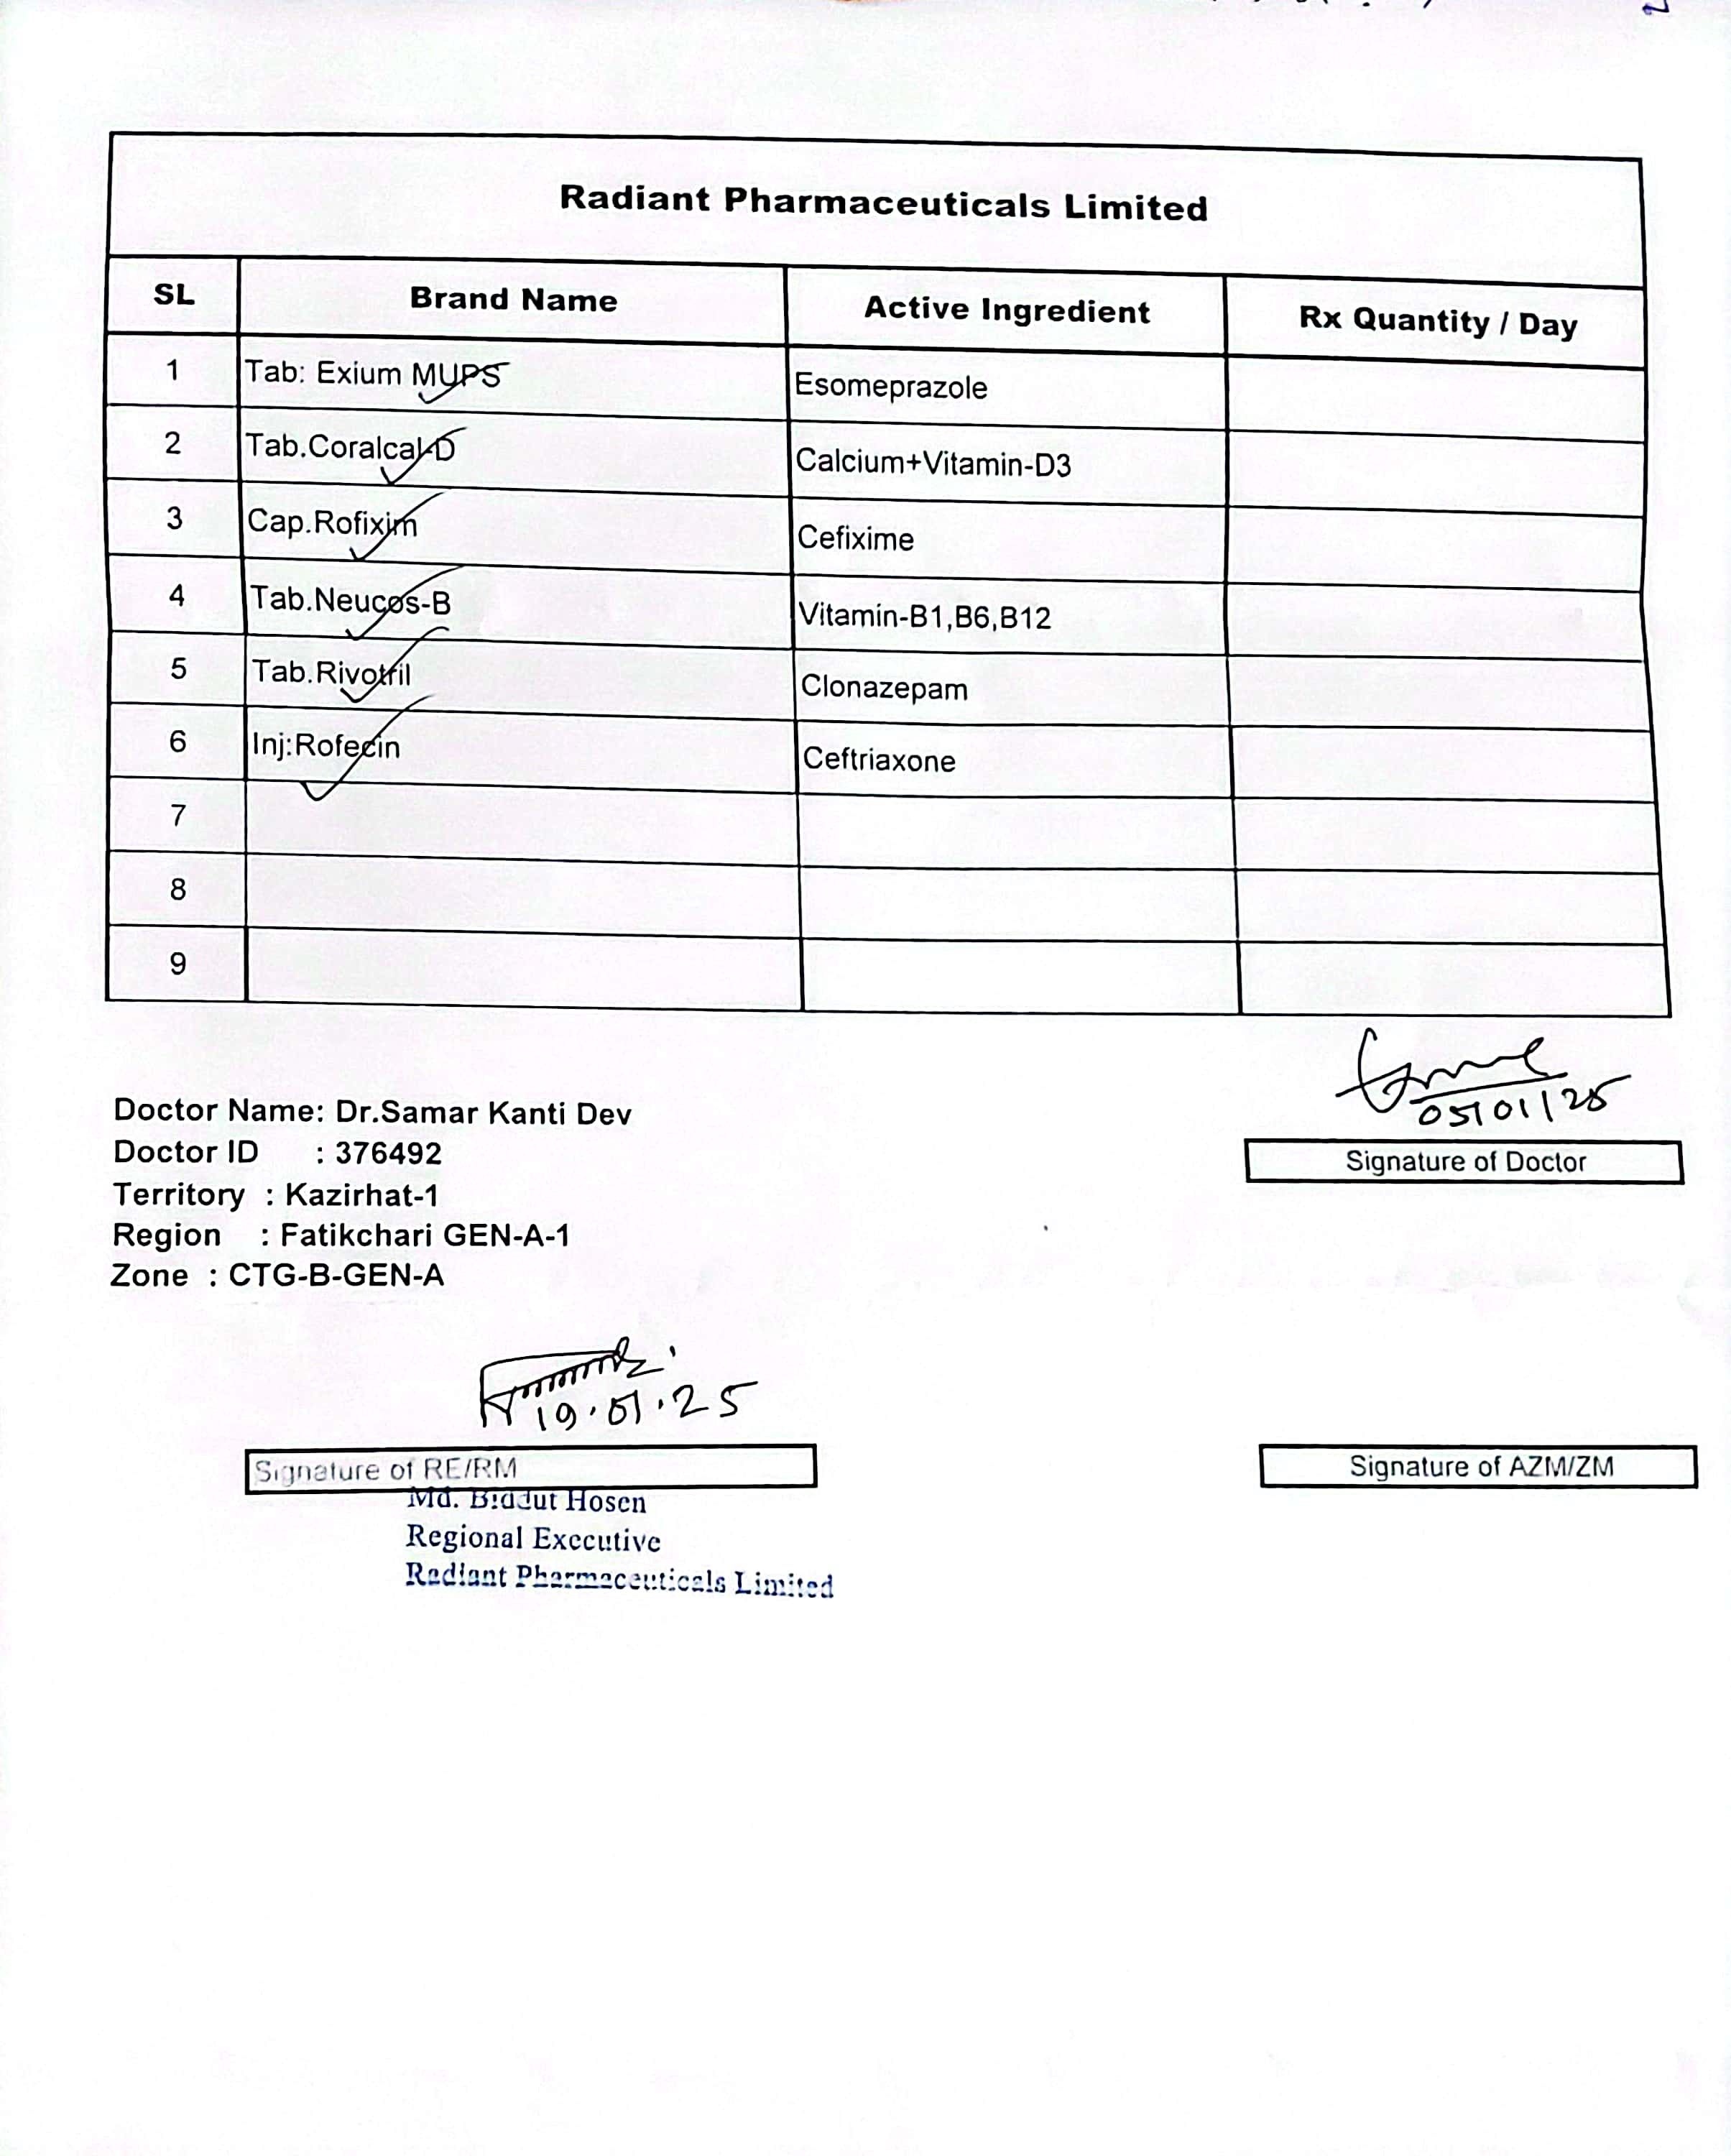 Radiant Pharmaceuticals Limited
SL Brand Name Active Ingredient Rx Quantity / Day
1 Tab: Exium MUPS Esomeprazole
2 Tab.Coralcal-D Calcium+Vitamin-D3
3 Cap.Rofixim Cefixime
4 Tab.Neucos-B Vitamin-B1,B6,B12
5 Tab.Rivotril Clonazepam
6 Inj:Rofecin Ceftriaxone
7
8
9
05/01/25
Signature of Doctor
Doctor Name: Dr.Samar Kanti Dev
Doctor ID : 376492
Territory : Kazirhat-1
Region : Fatikchari GEN-A-1
Zone : CTG-B-GEN-A
19.01.25
Signature of RE/RM
Signature of AZM/ZM
Md. Biddut Hosen
Regional Executive
Radiant Pharmaceuticals Limited